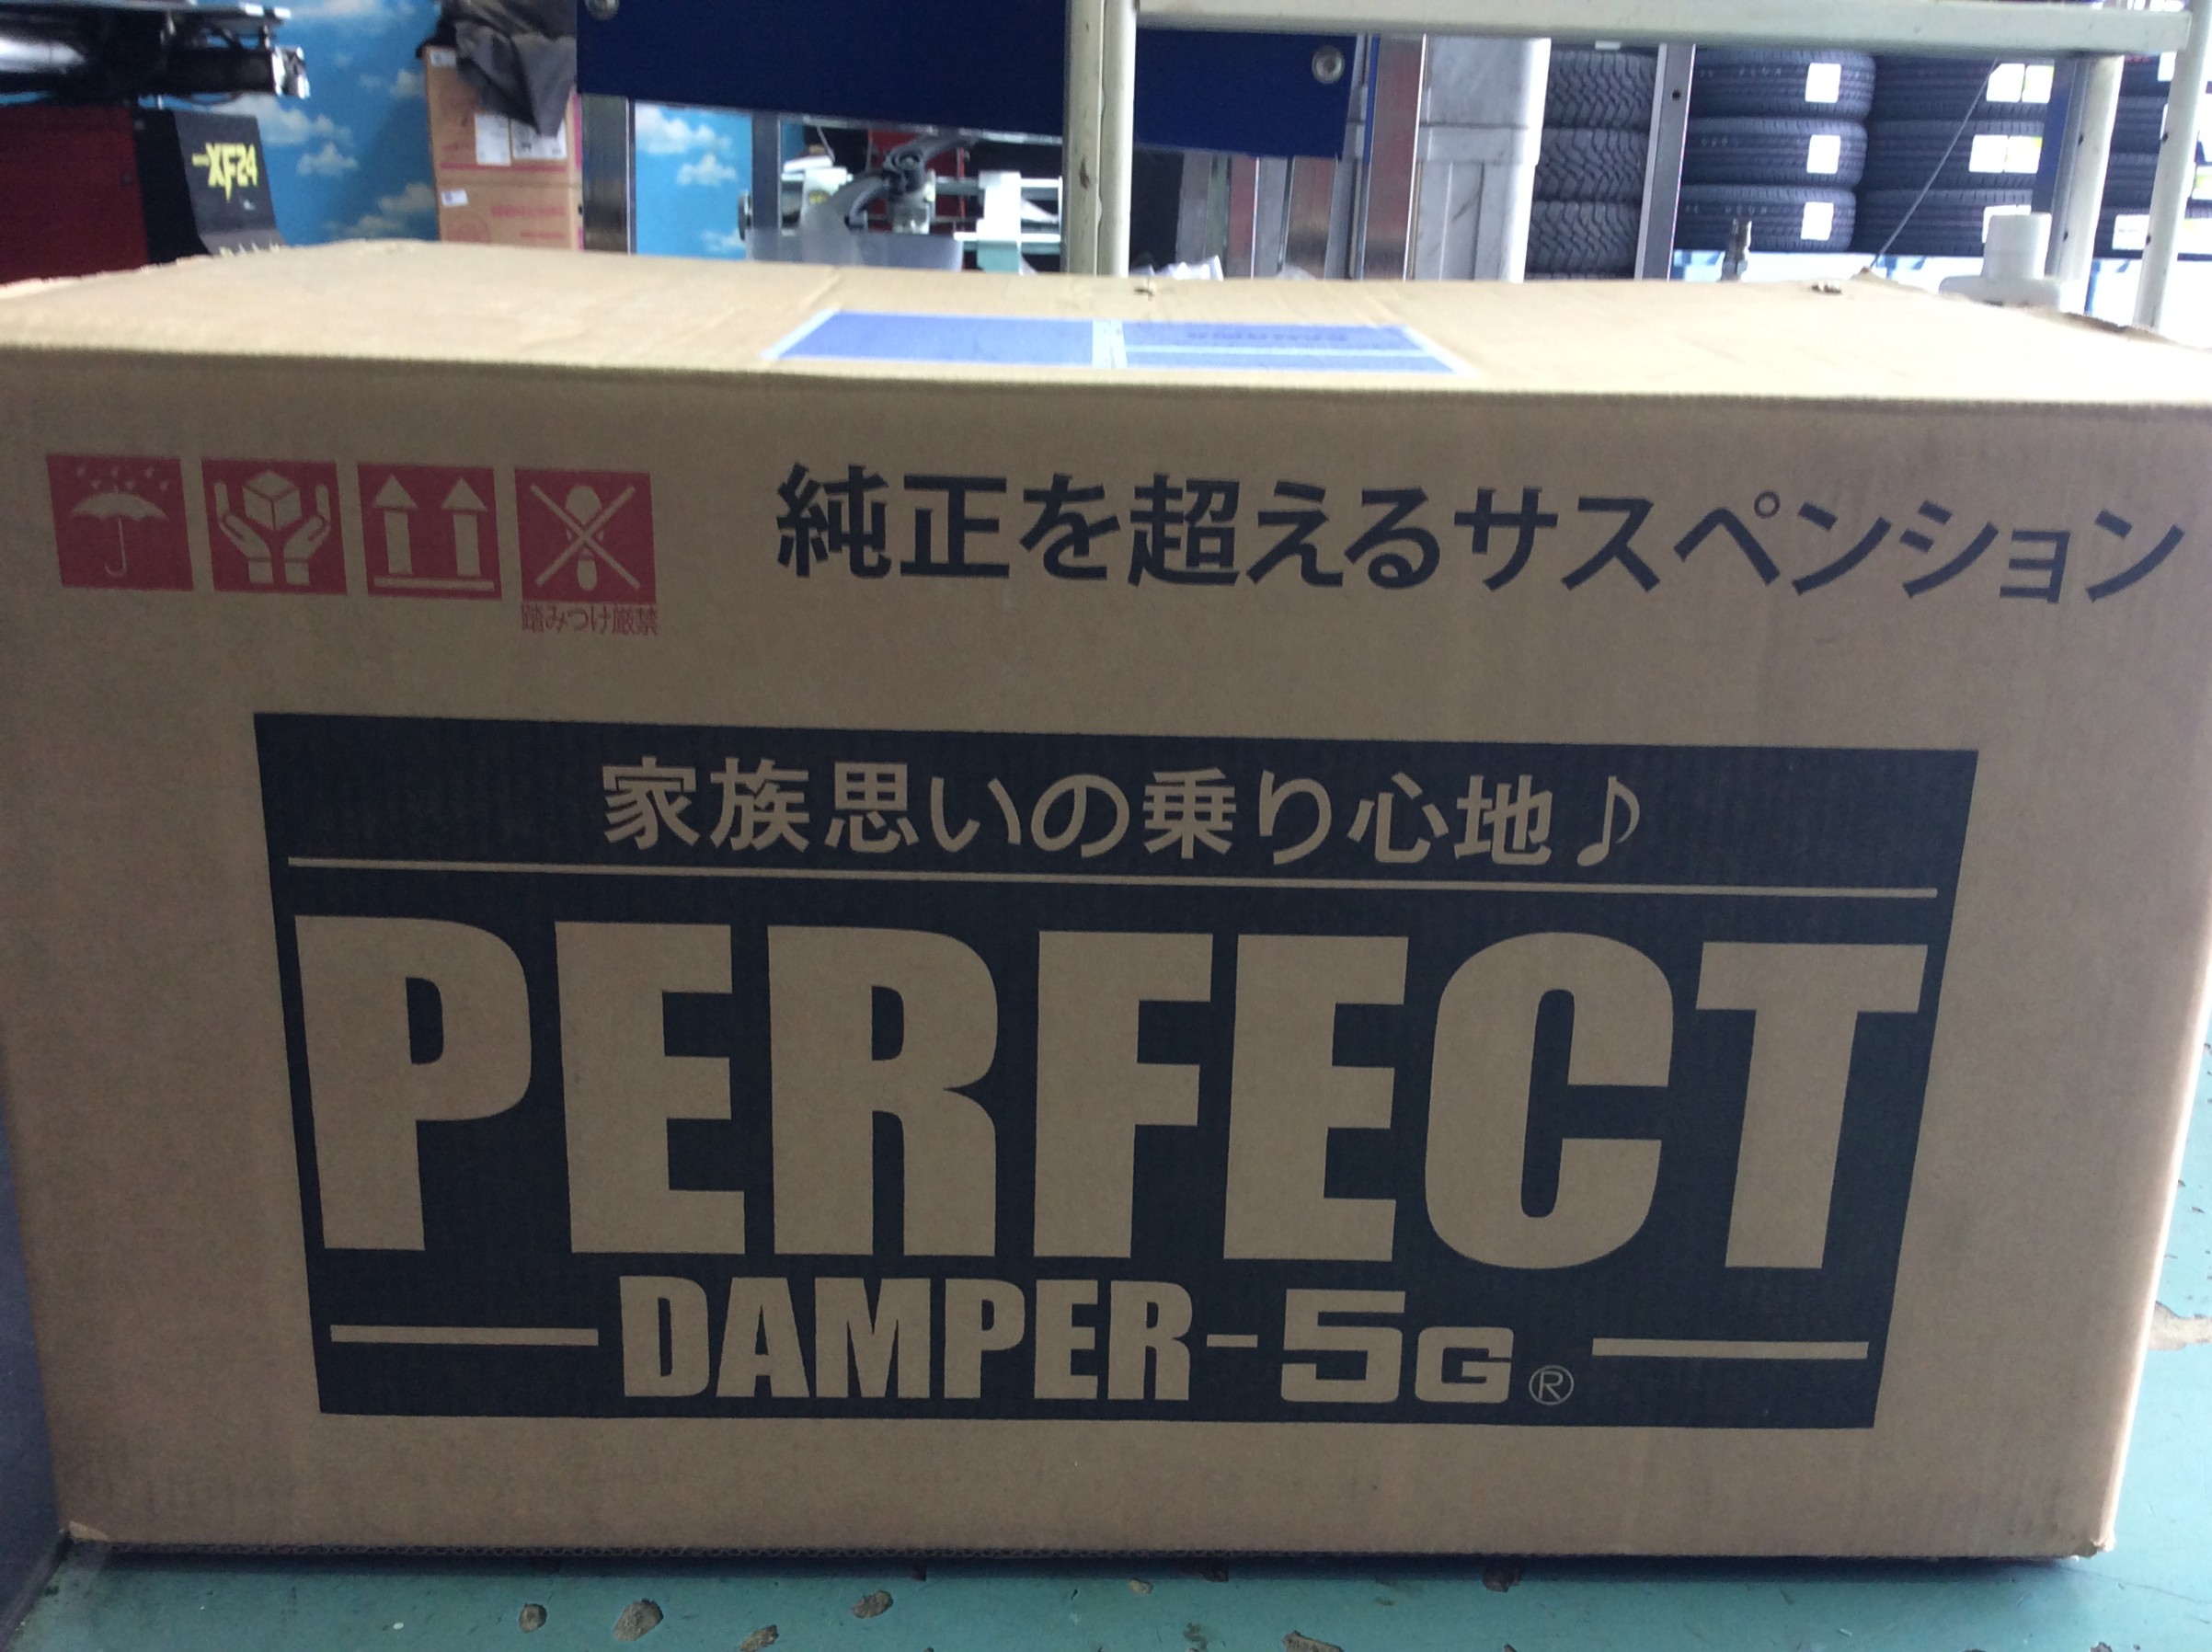 XF24
純正を超えるサスペンション
踏みつけ厳禁
家族思いの乗り心地♪
PERFECT
DAMPER-5G®